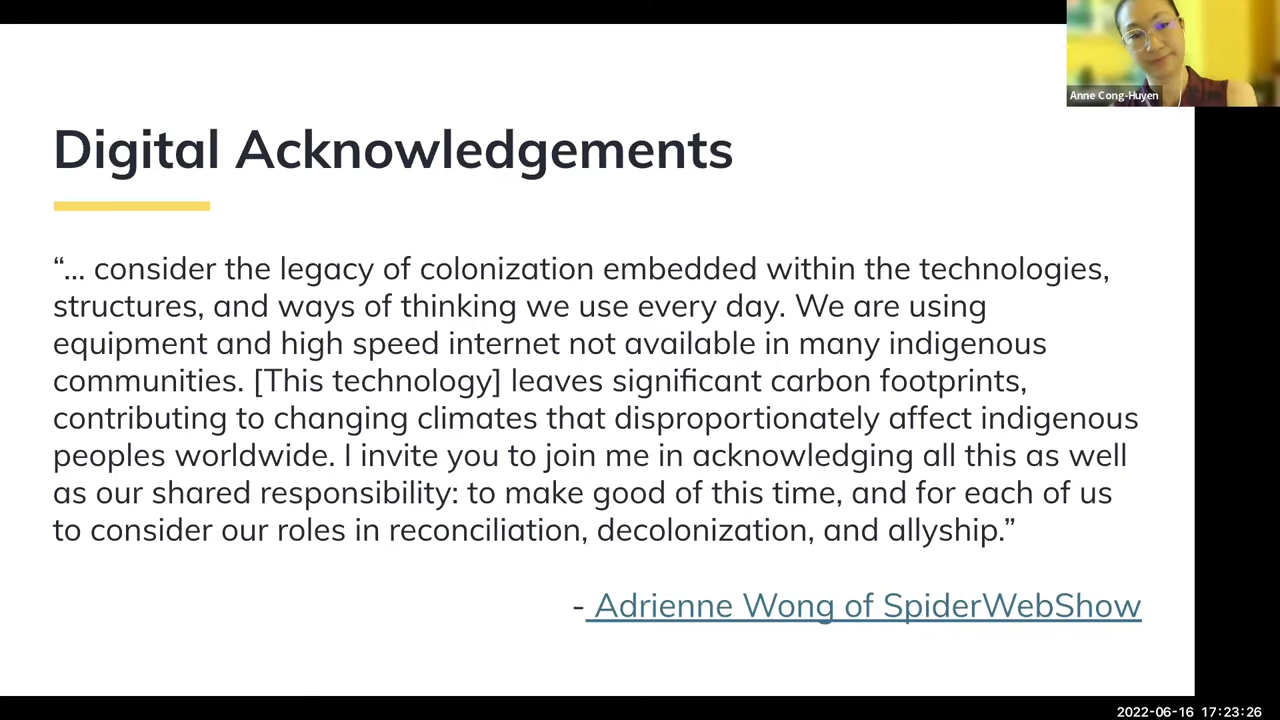 Anne Cong-Huyen
Digital Acknowledgements
“... consider the legacy of colonization embedded within the technologies,
structures, and ways of thinking we use every day. We are using
equipment and high speed internet not available in many indigenous
communities. [This technology] leaves significant carbon footprints,
contributing to changing climates that disproportionately affect indigenous
peoples worldwide. I invite you to join me in acknowledging all this as well
as our shared responsibility: to make good of this time, and for each of us
to consider our roles in reconciliation, decolonization, and allyship.”
- Adrienne Wong of SpiderWebShow
2022-06-16 17:23:26